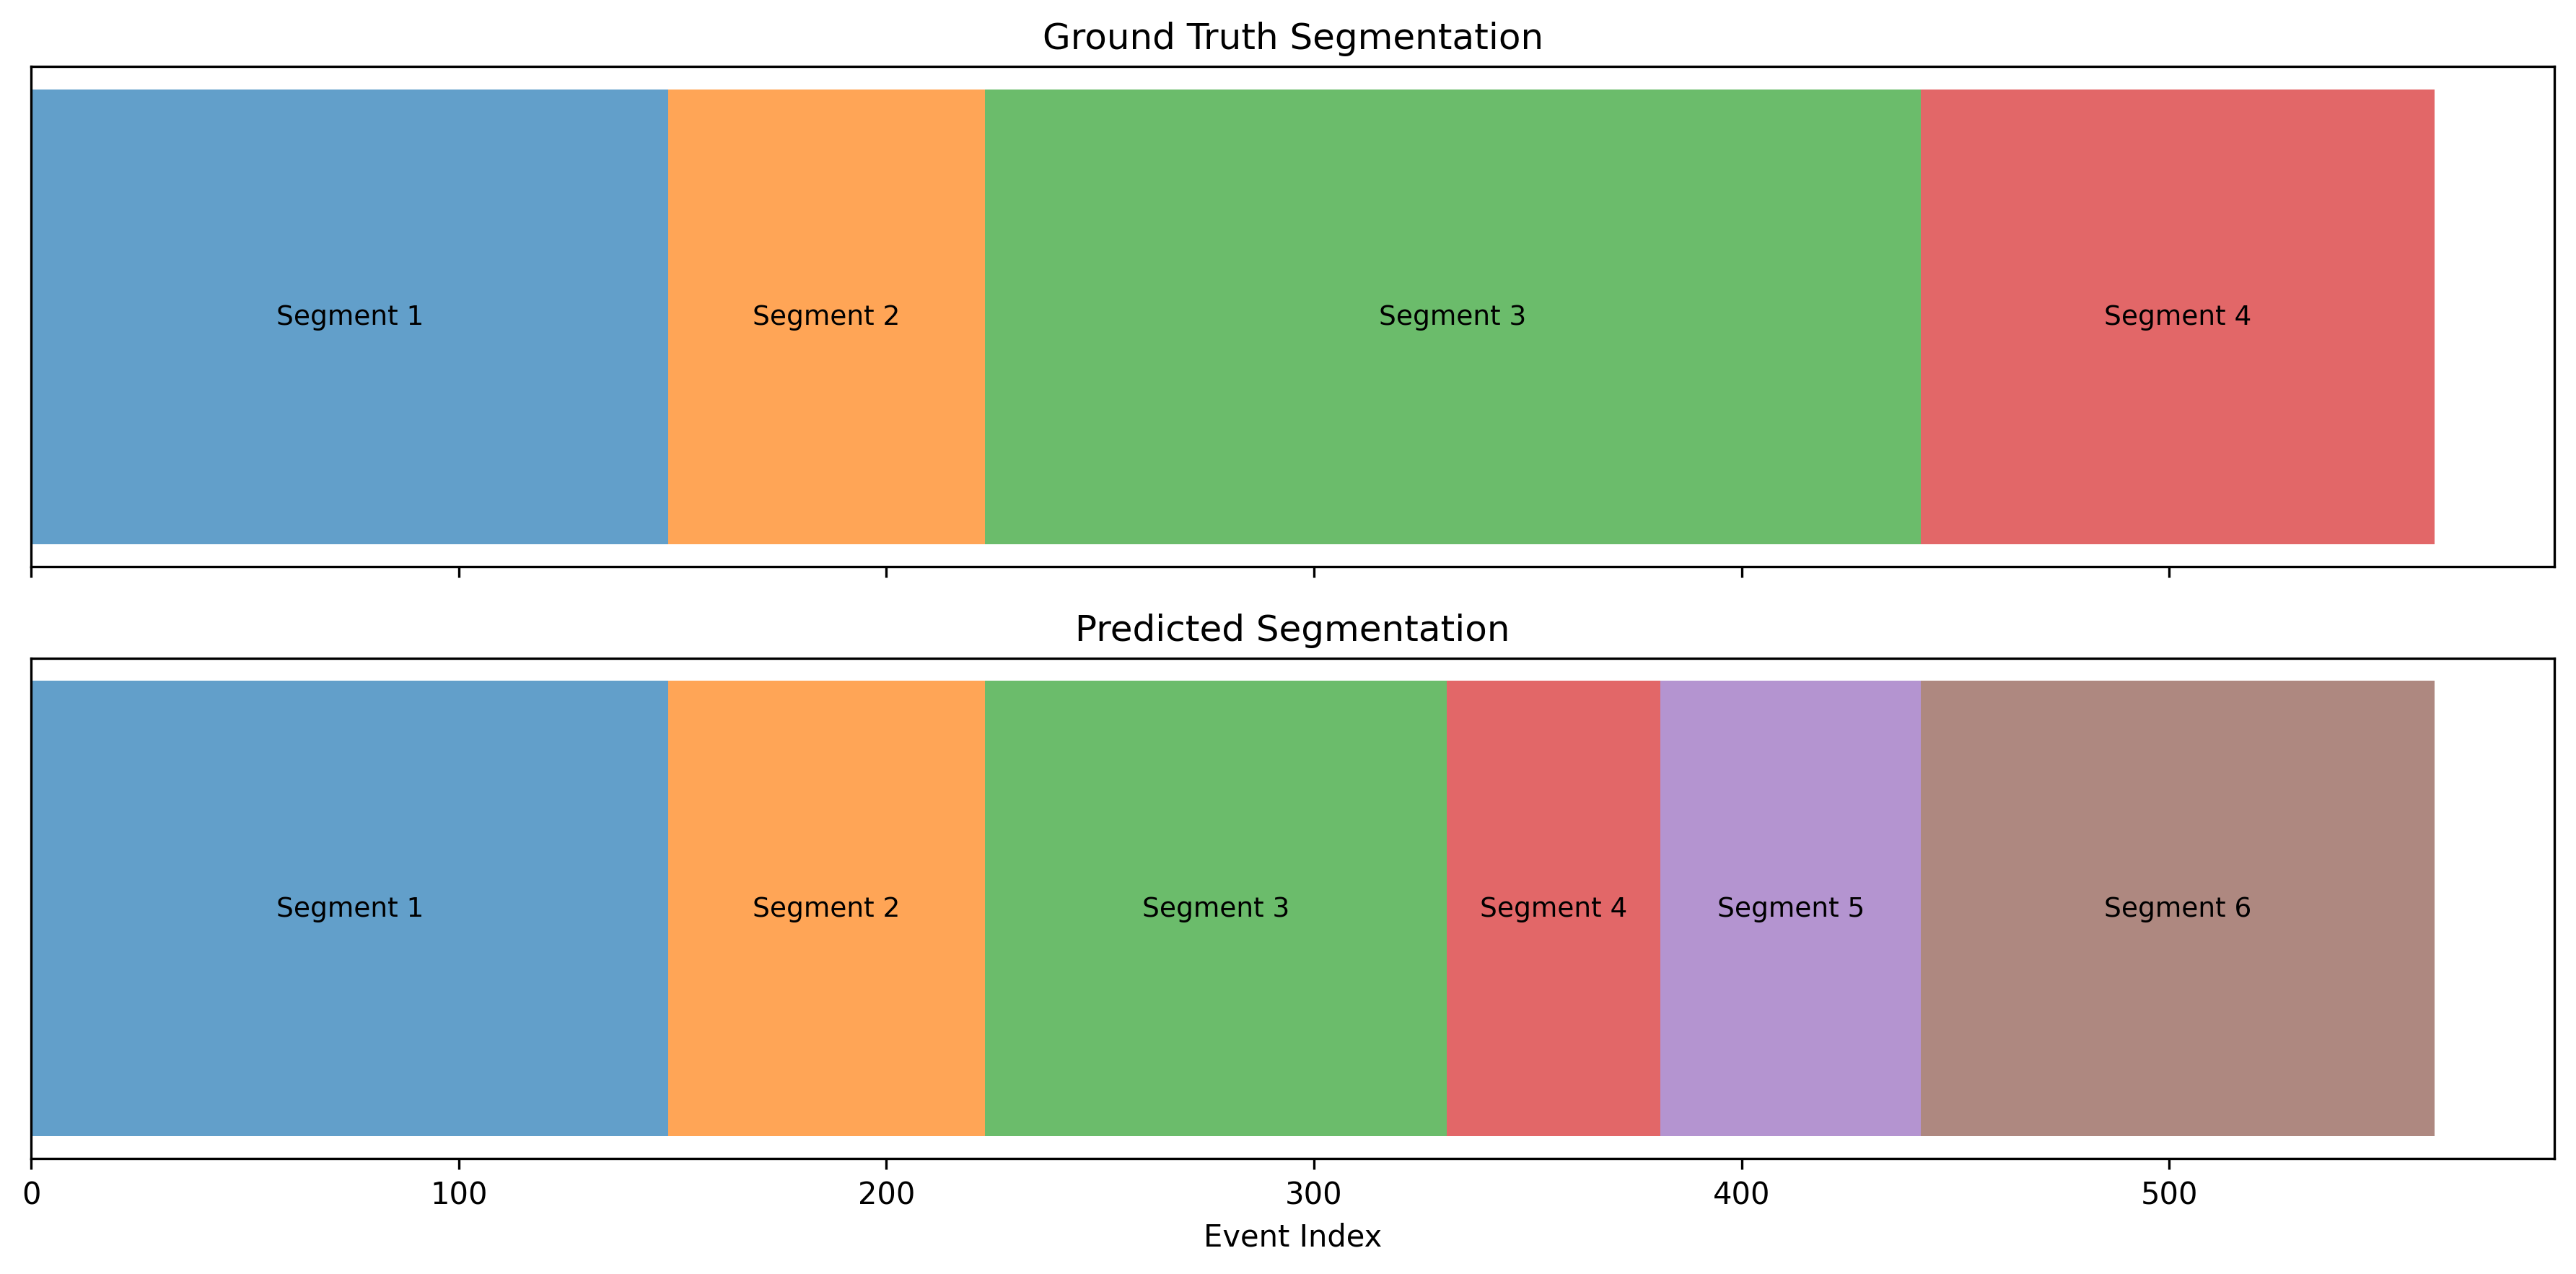 Ground Truth Segmentation
Segment 1 Segment 2 Segment 3 Segment 4
Predicted Segmentation
Segment 1 Segment 2 Segment 3 Segment 4 Segment 5 Segment 6
0 100 200 300 400 500
Event Index